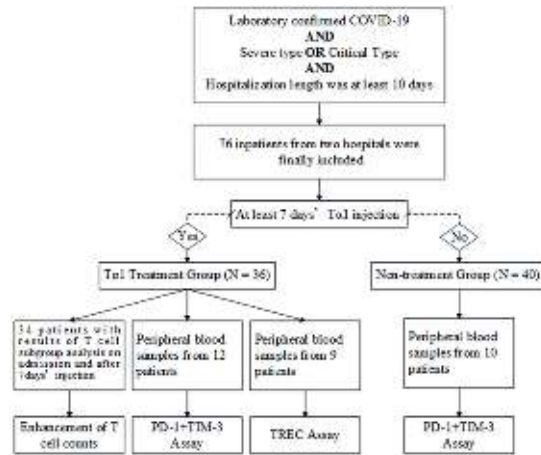 Laboratory confirmed COVID-19
AND
Severe type OR Critical Type
AND
Hospitalization length was at least 10 days
76 inpatients from two hospitals were
finally included
At least 7 days' Tα1 injection
Yes
No
Tα1 Treatment Group (N = 36)
Non-treatment Group (N = 40)
34 patients with
results of T cell
subgroup analysis on
admission and after
7days' injection
Peripheral blood
samples from 12
patients
Peripheral blood
samples from 9
patients
Peripheral blood
samples from 10
patients
Enhancement of T
cell counts
PD-1+TIM-3
Assay
TREC Assay
PD-1+TIM-3
Assay